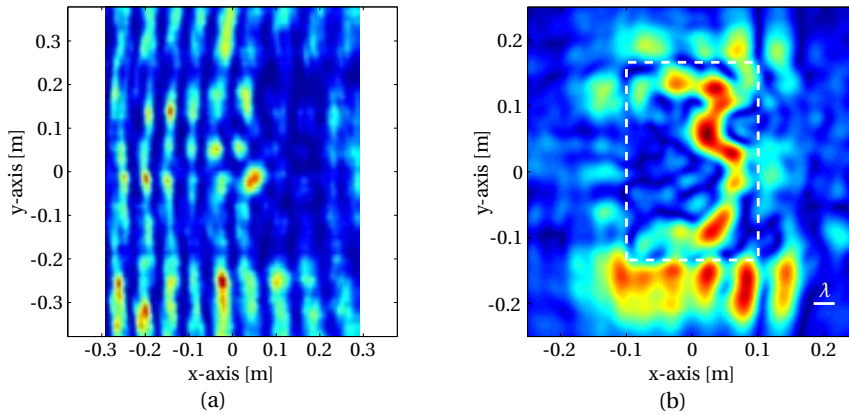 0.3
0.2
0.1
0
-0.1
-0.2
-0.3
y-axis [m]
-0.3 -0.2 -0.1 0 0.1 0.2 0.3
x-axis [m]
(a)
0.2
0.1
0
-0.1
-0.2
y-axis [m]
λ
-0.2 -0.1 0 0.1 0.2
x-axis [m]
(b)